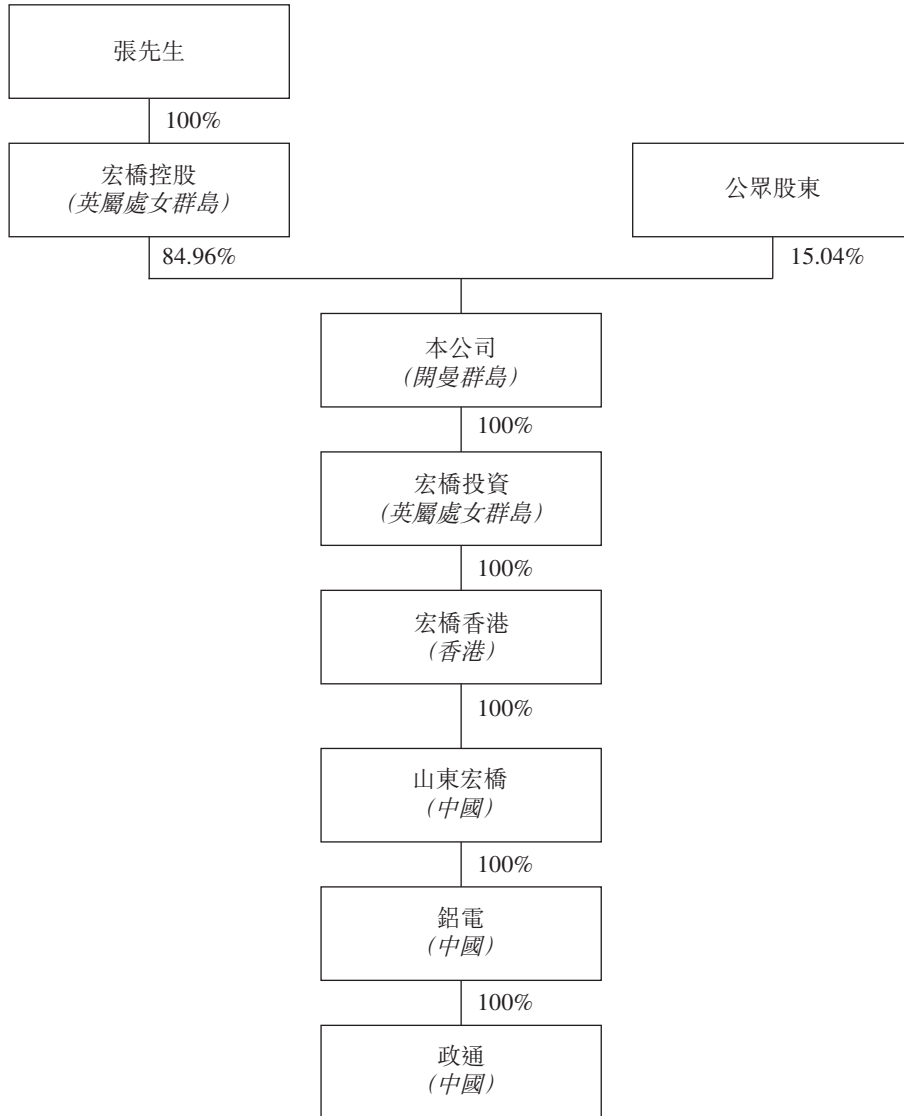 張先生
100%
宏橋控股
(英屬處女群島)
公眾股東
84.96%
15.04%
本公司
(開曼群島)
100%
宏橋投資
(英屬處女群島)
100%
宏橋香港
(香港)
100%
山東宏橋
(中國)
100%
鋁電
(中國)
100%
政通
(中國)